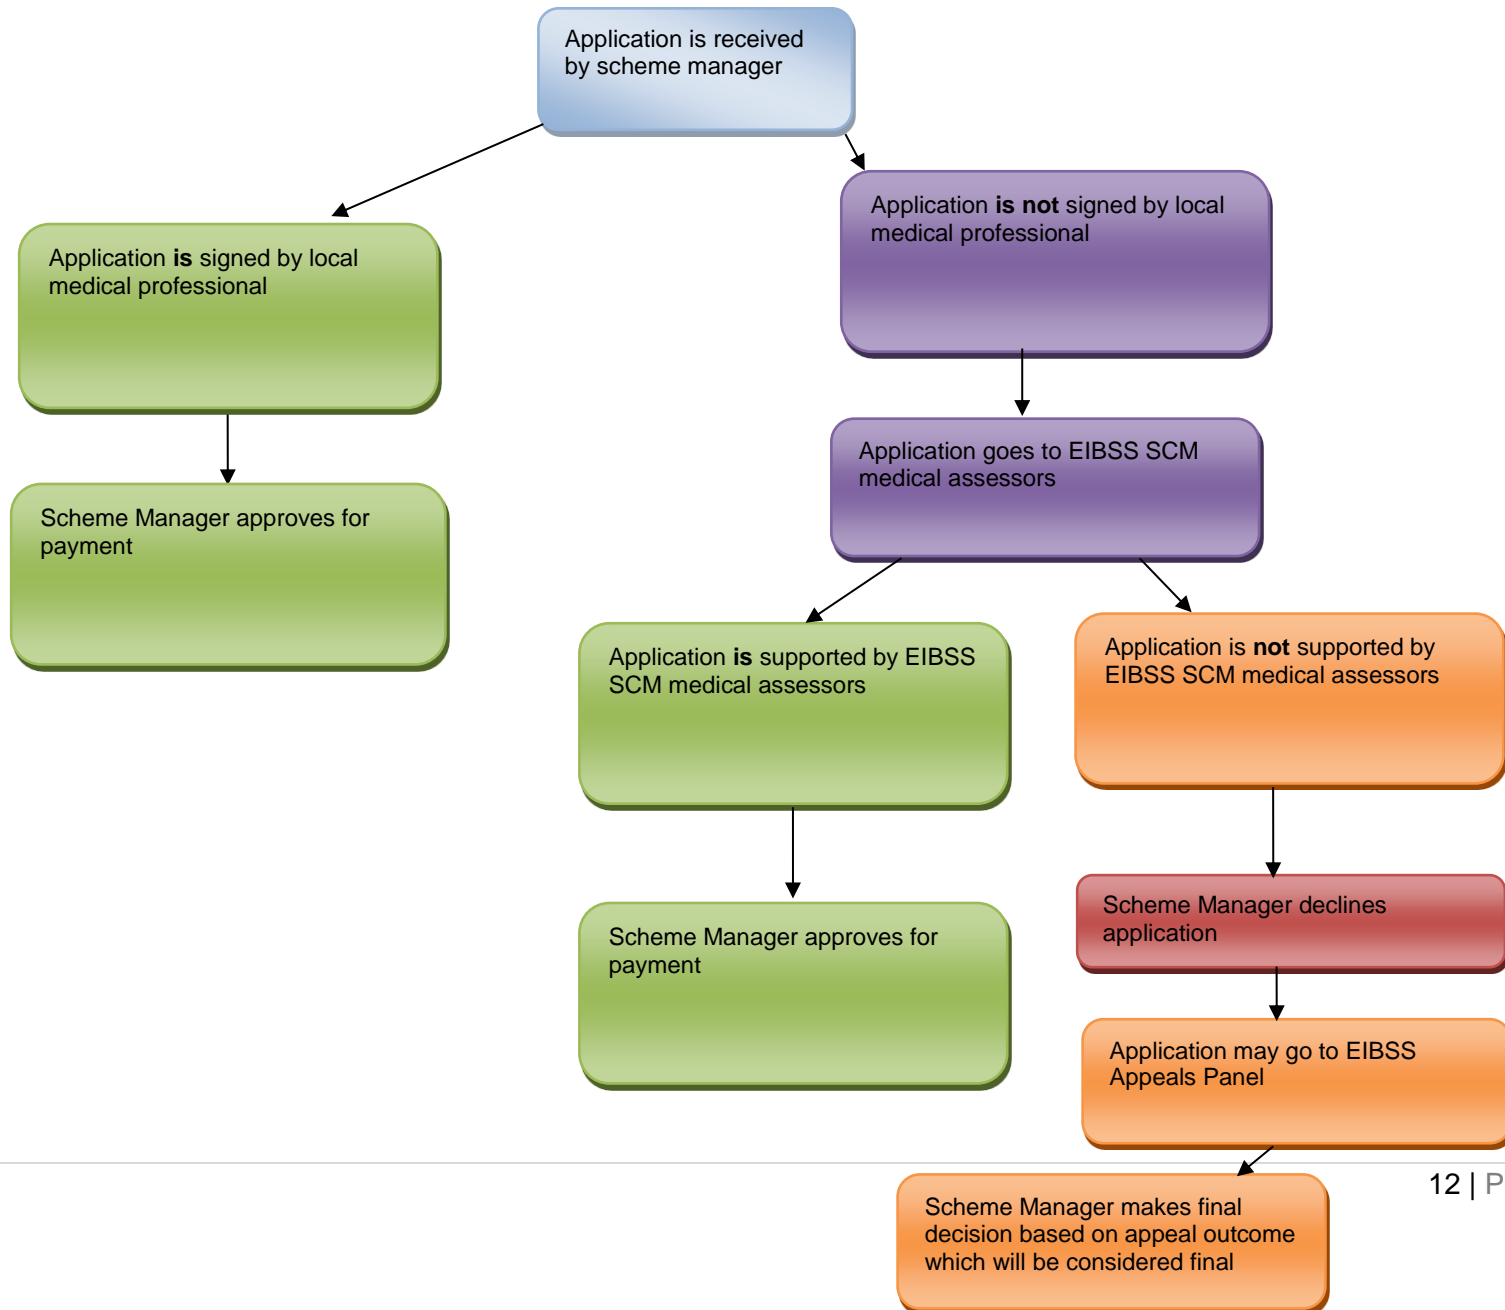 Application is received
by scheme manager
Application is not signed by local
medical professional
Application is signed by local
medical professional
Application goes to EIBSS SCM
medical assessors
Scheme Manager approves for
payment
Application is supported by EIBSS
SCM medical assessors
Application is not supported by
EIBSS SCM medical assessors
Scheme Manager declines
application
Scheme Manager approves for
payment
Application may go to EIBSS
Appeals Panel
12 | P
Scheme Manager makes final
decision based on appeal outcome
which will be considered final